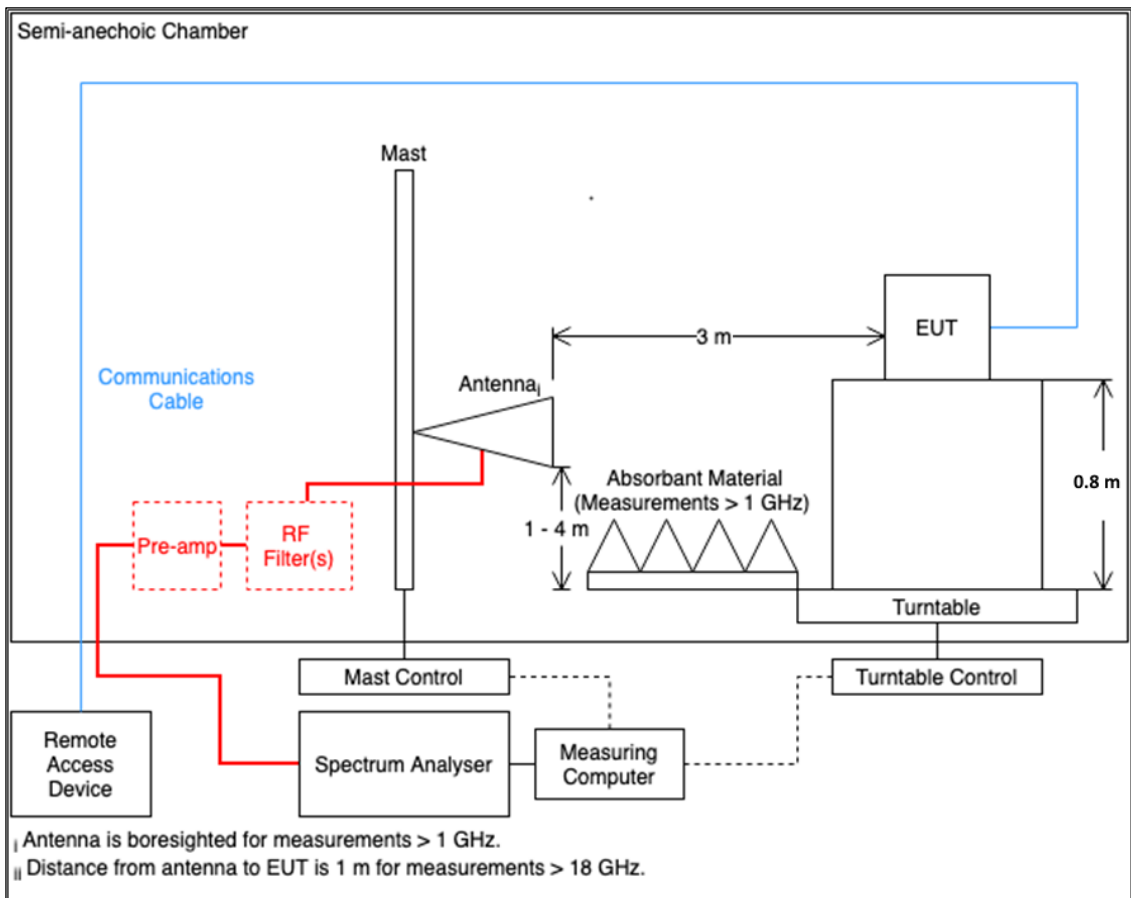 Semi-anechoic Chamber
Mast
3 m
EUT
Communications
Cable
Antennaᵢ
Absorbant Material
(Measurements > 1 GHz)
0.8 m
1 - 4 m
Pre-amp
RF
Filter(s)
Turntable
Mast Control
Turntable Control
Remote
Access
Device
Spectrum Analyser
Measuring
Computer
i Antenna is boresighted for measurements > 1 GHz.
ii Distance from antenna to EUT is 1 m for measurements > 18 GHz.